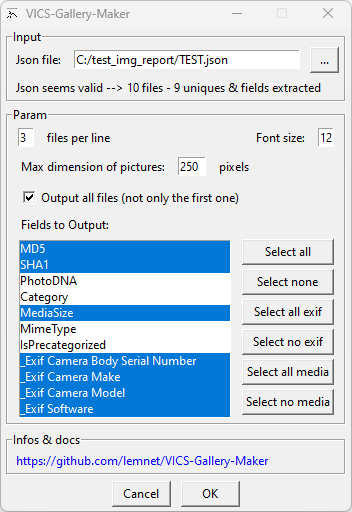 VICS-Gallery-Maker
Input
Json file: C:/test_img_report/TEST.json ...
Json seems valid --> 10 files - 9 uniques & fields extracted
Param
3 files per line Font size: 12
Max dimension of pictures: 250 pixels
Output all files (not only the first one)
Fields to Output:
MD5
SHA1
PhotoDNA
Category
MediaSize
MimeType
IsPrecategorized
_Exif Camera Body Serial Number
_Exif Camera Make
_Exif Camera Model
_Exif Software
Select all
Select none
Select all exif
Select no exif
Select all media
Select no media
Infos & docs
https://github.com/lemnet/VICS-Gallery-Maker
Cancel OK